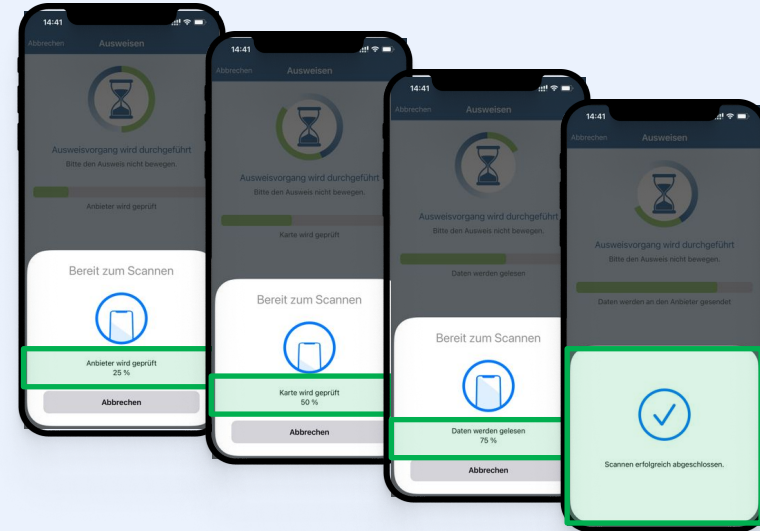 14:41
Abbrechen Ausweisen
Ausweisvorgang wird durchgeführt
Bitte den Ausweis nicht bewegen.
Anbieter wird geprüft
Bereit zum Scannen
Anbieter wird geprüft
25 %
Abbrechen
14:41
Abbrechen Ausweisen
Ausweisvorgang wird durchgeführt
Bitte den Ausweis nicht bewegen.
Karte wird geprüft
Bereit zum Scannen
Karte wird geprüft
50 %
Abbrechen
14:41
Abbrechen Ausweisen
Ausweisvorgang wird durchgeführt
Bitte den Ausweis nicht bewegen.
Daten werden gelesen
Bereit zum Scannen
Daten werden gelesen
75 %
Abbrechen
14:41
Abbrechen Ausweisen
Ausweisvorgang wird durchgeführt
Bitte den Ausweis nicht bewegen.
Daten werden an den Anbieter gesendet
Scannen erfolgreich abgeschlossen.